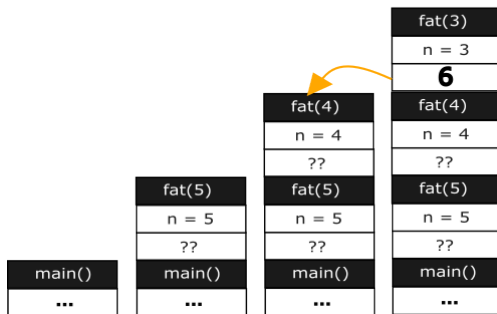 main()
...
fat(5)
n = 5
??
main()
...
fat(4)
n = 4
??
fat(5)
n = 5
??
main()
...
fat(3)
n = 3
6
fat(4)
n = 4
??
fat(5)
n = 5
??
main()
...